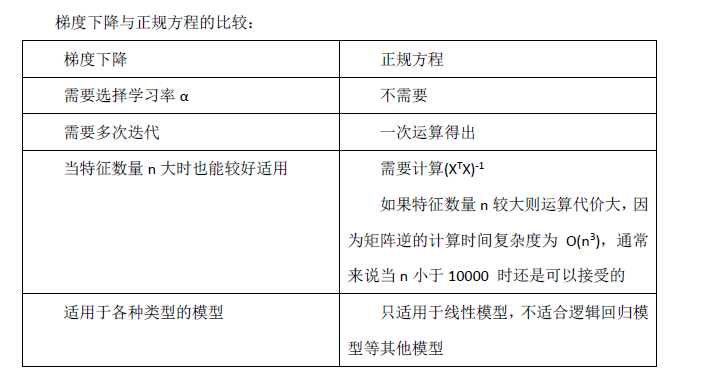 梯度下降与正规方程的比较：
梯度下降
正规方程
需要选择学习率 α
不需要
需要多次迭代
一次运算得出
当特征数量 n 大时也能较好适用
需要计算(XᵀX)⁻¹
如果特征数量 n 较大则运算代价大，因
为矩阵逆的计算时间复杂度为 O(n³)，通常
来说当 n 小于 10000 时还是可以接受的
适用于各种类型的模型
只适用于线性模型，不适合逻辑回归模
型等其他模型